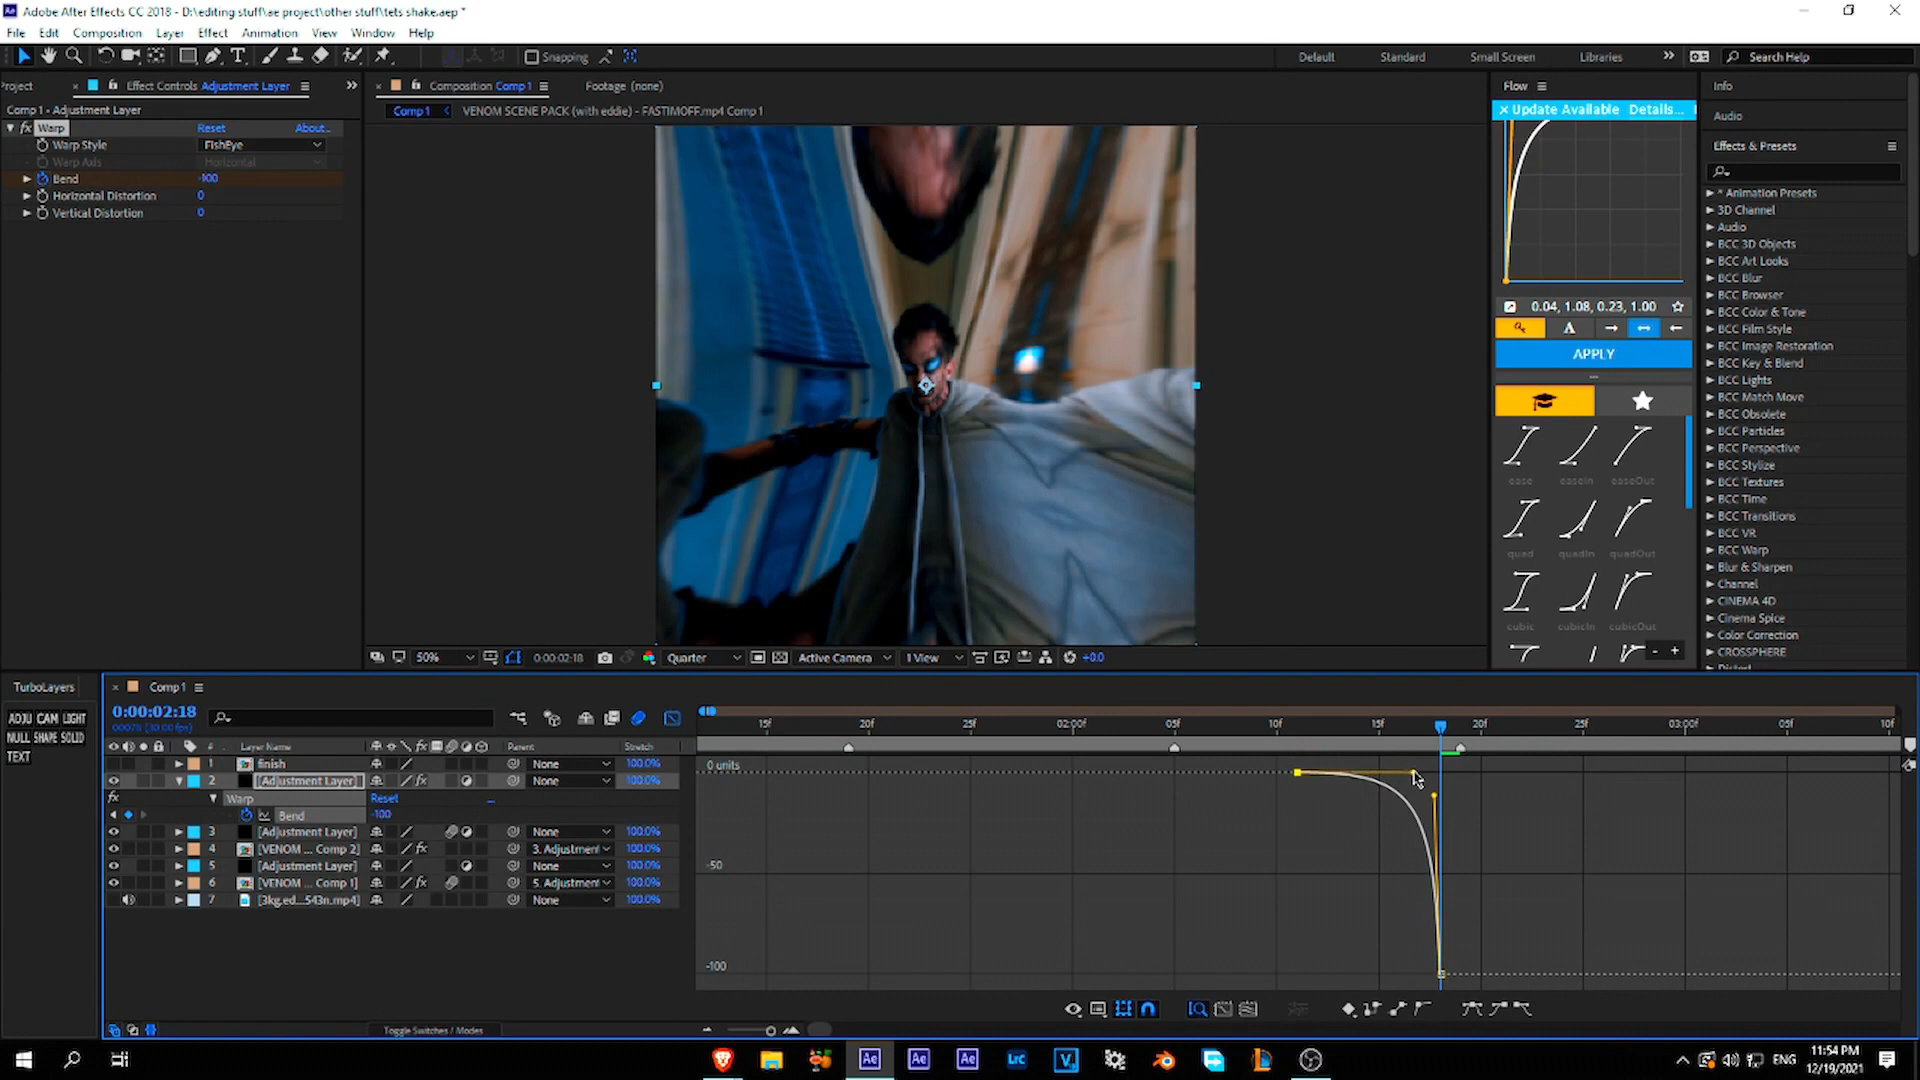 Adobe After Effects CC 2018 - D:\editing stuff\ae project\other stuff\tets shake.aep *
File Edit Composition Layer Effect Animation View Window Help
Snapping
Default Standard Small Screen Libraries Search Help
Project
Effect Controls Adjustment Layer
Comp 1 - Adjustment Layer
fx Warp Reset About...
Warp Style FishEye
Warp Axis Horizontal
Bend -100
Horizontal Distortion 0
Vertical Distortion 0
Composition Comp 1 Footage (none)
Comp 1 VENOM SCENE PACK (with eddie) - FASTIMOFF.mp4 Comp 1
50% 0:00:02:18 Quarter Active Camera 1 View +0.0
Flow
Update Available Details...
0.04, 1.08, 0.23, 1.00
A
APPLY
ease easeIn easeOut
quad quadIn quadOut
cubic cubicIn cubicOut
- +
Info
Audio
Effects & Presets
* Animation Presets
3D Channel
Audio
BCC 3D Objects
BCC Art Looks
BCC Blur
BCC Browser
BCC Color & Tone
BCC Film Style
BCC Image Restoration
BCC Key & Blend
BCC Lights
BCC Match Move
BCC Obsolete
BCC Particles
BCC Perspective
BCC Stylize
BCC Textures
BCC Time
BCC Transitions
BCC VR
BCC Warp
Blur & Sharpen
Channel
CINEMA 4D
Cinema Spice
Color Correction
CROSSPHERE
Distort
TurboLayers
ADJU CAM LIGHT
NULL SHAPE SOLID
TEXT
Comp 1
0:00:02:18
00078 (30.00 fps)
# Layer Name Parent Stretch
1 finish None 100.0%
2 [Adjustment Layer] None 100.0%
fx Warp Reset ...
Bend -100
3 [Adjustment Layer] None 100.0%
4 [VENOM ... Comp 2] 3. Adjustment 100.0%
5 [Adjustment Layer] None 100.0%
6 [VENOM ... Comp 1] 5. Adjustment 100.0%
7 [3kg.ed...543n.mp4] None 100.0%
Toggle Switches / Modes
15f 20f 25f 02:00f 05f 10f 15f 20f 25f 03:00f 05f 10f
0 units
-50
-100
Ae Ae Ae Lrc V
ENG
11:54 PM
12/19/2021